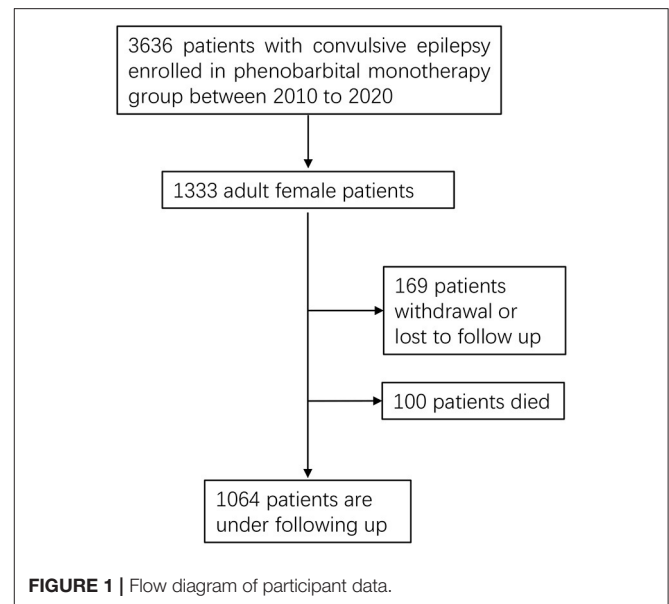 3636 patients with convulsive epilepsy
enrolled in phenobarbital monotherapy
group between 2010 to 2020
1333 adult female patients
169 patients
withdrawal or
lost to follow up
100 patients died
1064 patients are
under following up
FIGURE 1 | Flow diagram of participant data.